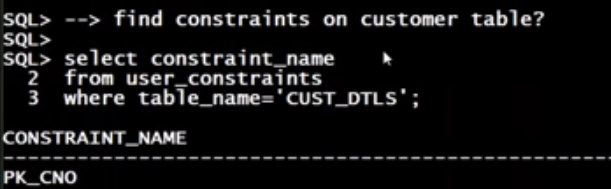 SQL> --> find constraints on customer table?
SQL>
SQL> select constraint_name
2 from user_constraints
3 where table_name='CUST_DTLS';
CONSTRAINT_NAME
--------------------------------------------------
PK_CNO